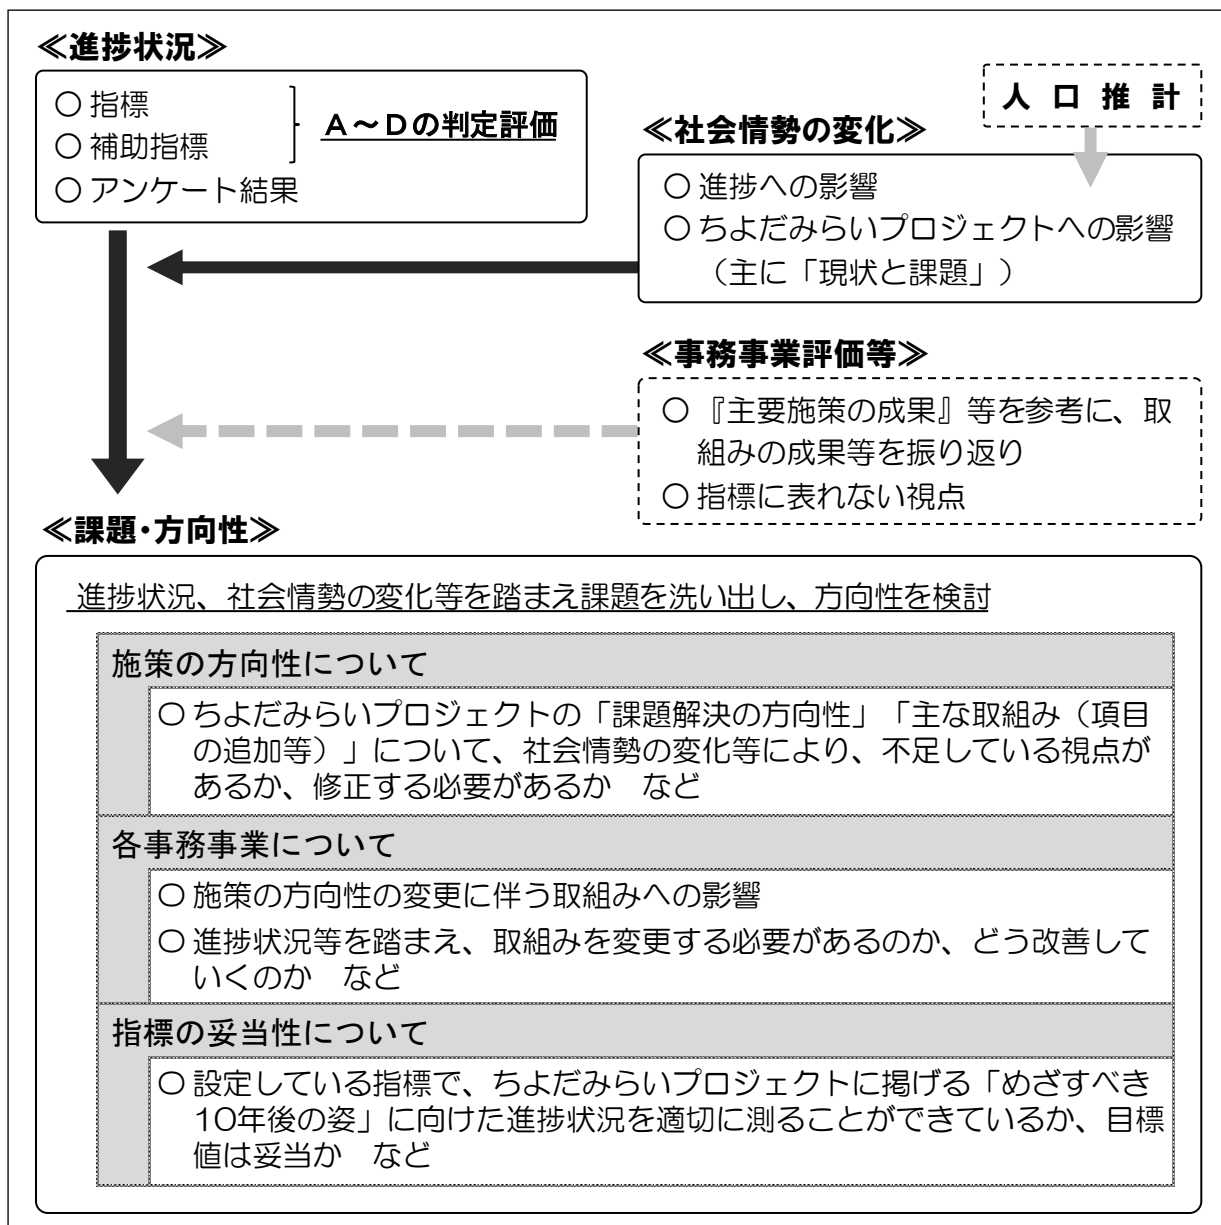 ≪進捗状況≫
〇 指標
〇 補助指標
〇 アンケート結果
A~Dの判定評価
人 口 推 計
≪社会情勢の変化≫
〇 進捗への影響
〇 ちよだみらいプロジェクトへの影響
(主に「現状と課題」)
≪事務事業評価等≫
〇 『主要施策の成果』等を参考に、取
組みの成果等を振り返り
〇 指標に表れない視点
≪課題・方向性≫
進捗状況、社会情勢の変化等を踏まえ課題を洗い出し、方向性を検討
施策の方向性について
〇 ちよだみらいプロジェクトの「課題解決の方向性」「主な取組み(項目
の追加等)」について、社会情勢の変化等により、不足している視点が
あるか、修正する必要があるか など
各事務事業について
〇 施策の方向性の変更に伴う取組みへの影響
〇 進捗状況等を踏まえ、取組みを変更する必要があるのか、どう改善して
いくのか など
指標の妥当性について
〇 設定している指標で、ちよだみらいプロジェクトに掲げる「めざすべき
10年後の姿」に向けた進捗状況を適切に測ることができているか、目標
値は妥当か など